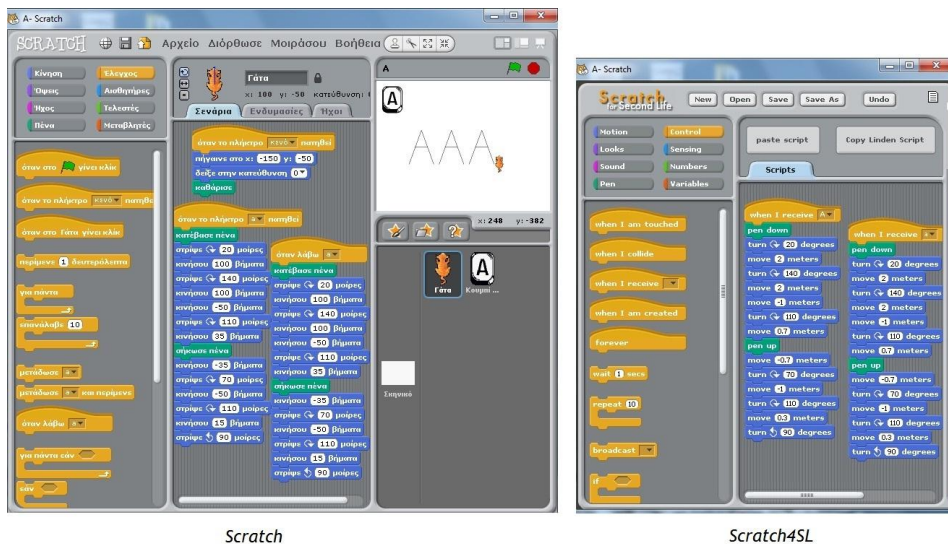 A- Scratch
SCRATCH Αρχείο Διόρθωσε Μοιράσου Βοήθεια
Κίνηση Έλεγχος
Όψεις Αισθητήρες
Ήχος Τελεστές
Πένα Μεταβλητές
όταν στο γίνει κλικ
όταν το πλήκτρο κενό πατηθεί
όταν στο Γάτα γίνει κλικ
περίμενε 1 δευτερόλεπτα
για πάντα
επανάλαβε 10
μετάδωσε a
μετάδωσε a και περίμενε
όταν λάβω a
για πάντα εάν
εάν
Γάτα
x: 100 y: -50 κατεύθυνση:
Σενάρια Ενδυμασίες Ήχοι
όταν το πλήκτρο κενό πατηθεί
πήγαινε στο x: -150 y: -50
δείξε στην κατεύθυνση 0
καθάρισε
όταν το πλήκτρο a πατηθεί
κατέβασε πένα
στρίψε 20 μοίρες
κινήσου 100 βήματα
στρίψε 140 μοίρες
κινήσου 100 βήματα
κινήσου -50 βήματα
στρίψε 110 μοίρες
κινήσου 35 βήματα
σήκωσε πένα
κινήσου -35 βήματα
στρίψε 70 μοίρες
κινήσου -50 βήματα
στρίψε 110 μοίρες
κινήσου 15 βήματα
στρίψε 90 μοίρες
όταν λάβω a
κατέβασε πένα
στρίψε 20 μοίρες
κινήσου 100 βήματα
στρίψε 140 μοίρες
κινήσου 100 βήματα
κινήσου -50 βήματα
στρίψε 110 μοίρες
κινήσου 35 βήματα
σήκωσε πένα
κινήσου -35 βήματα
στρίψε 70 μοίρες
κινήσου -50 βήματα
στρίψε 110 μοίρες
κινήσου 15 βήματα
στρίψε 90 μοίρες
A
A
AAA
x: 248 y: -382
A
Γάτα Κουμπί ...
Σκηνικό
Scratch
A- Scratch
Scratch for Second Life New Open Save Save As Undo
Motion Control
Looks Sensing
Sound Numbers
Pen Variables
when I am touched
when I collide
when I receive
when I am created
forever
wait 1 secs
repeat 10
broadcast
if
paste script Copy Linden Script
Scripts
when I receive A
pen down
turn 20 degrees
move 2 meters
turn 140 degrees
move 2 meters
move -1 meters
turn 110 degrees
move 0.7 meters
pen up
move -0.7 meters
turn 70 degrees
move -1 meters
turn 110 degrees
move 0.3 meters
turn 90 degrees
when I receive a
pen down
turn 20 degrees
move 2 meters
turn 140 degrees
move 2 meters
move -1 meters
turn 110 degrees
move 0.7 meters
pen up
move -0.7 meters
turn 70 degrees
move -1 meters
turn 110 degrees
move 0.3 meters
turn 90 degrees
Scratch4SL